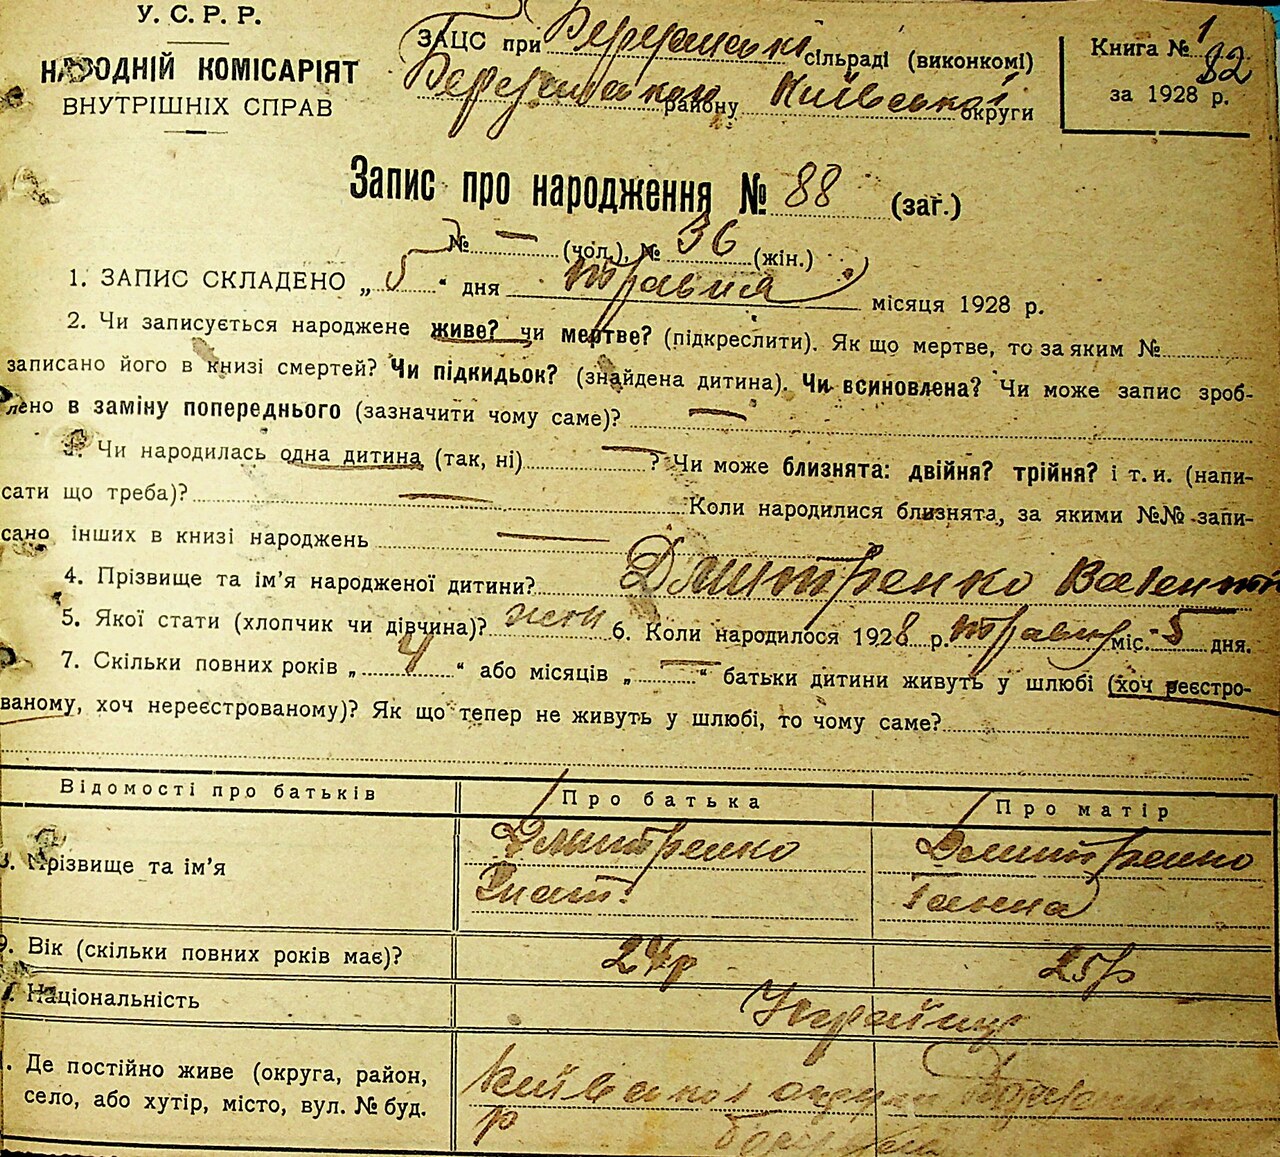 У. С. Р. Р.
НАРОДНІЙ КОМІСАРІЯТ
ВНУТРІШНІХ СПРАВ
ЗАЦС при сільраді (виконкомі)
району Київської округи
Книга № 1
за 1928 р.
32
Запис про народження № 88 (заг.)
№ — (чол.), № 36 (жін.)
1. ЗАПИС СКЛАДЕНО „ 5 “ дня травня місяця 1928 р.
2. Чи записується народжене живе? чи мертве? (підкреслити). Як що мертве, то за яким №
записано його в книзі смертей? Чи підкидьок? (знайдена дитина). Чи всиновлена? Чи може запис зроб-
лено в заміну попереднього (зазначити чому саме)? —
3. Чи народилась одна дитина (так, ні) — ? Чи може близнята: двійня? трійня? і т. и. (напи-
сати що треба)? — Коли народилися близнята, за якими №№ запи-
сано інших в книзі народжень —
4. Прізвище та ім’я народженої дитини? Дмитренко
5. Якої стати (хлопчик чи дівчина)? жін 6. Коли народилося 1928 р. травня міс. 5 дня.
7. Скільки повних років „ 4 “ або місяців „ — “ батьки дитини живуть у шлюбі (хоч реєстро-
ваному, хоч нереєстрованому)? Як що тепер не живуть у шлюбі, то чому саме?
Відомості про батьків Про батька Про матір
8. Прізвище та ім’я Дмитренко Дмитренко
Гнат Ганна
9. Вік (скільки повних років має)? 24 р 25 р
Національність Українці
Де постійно живе (округа, район, Київської округи
село, або хутір, місто, вул. № буд. р